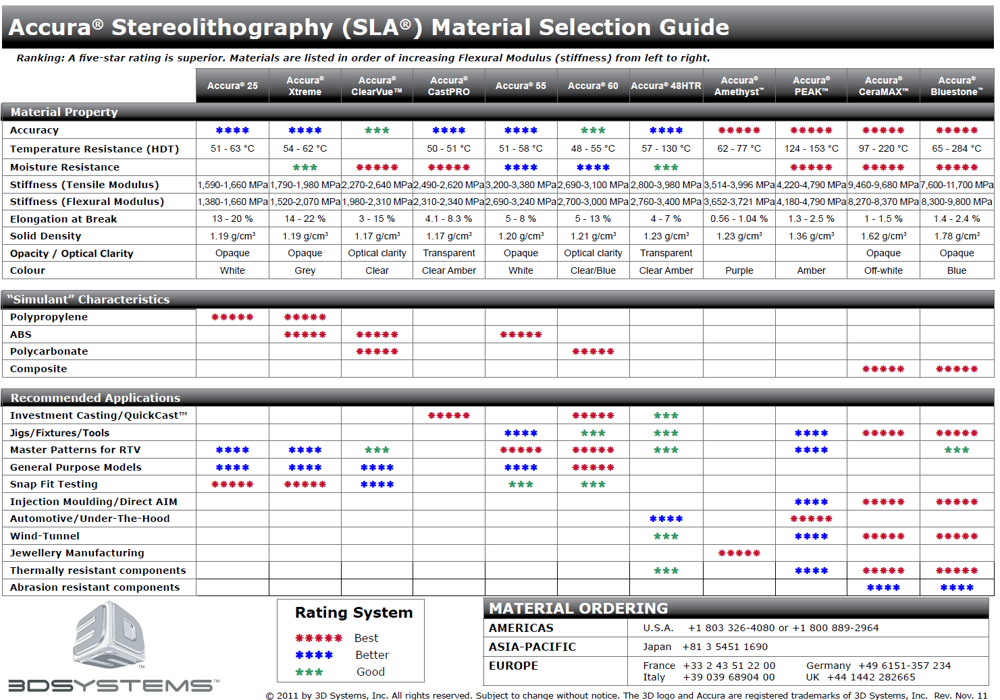 Accura® Stereolithography (SLA®) Material Selection Guide
Ranking: A five-star rating is superior. Materials are listed in order of increasing Flexural Modulus (stiffness) from left to right.
Accura® 25 Accura® Xtreme Accura® ClearVue™ Accura® CastPRO Accura® 55 Accura® 60 Accura® 48HTR Accura® Amethyst™ Accura® PEAK™ Accura® CeraMAX™ Accura® Bluestone™
Material Property
Accuracy **** **** *** **** **** *** **** ***** ***** ***** *****
Temperature Resistance (HDT) 51 - 63 °C 54 - 62 °C 50 - 51 °C 51 - 58 °C 48 - 55 °C 57 - 130 °C 62 - 77 °C 124 - 153 °C 97 - 220 °C 65 - 284 °C
Moisture Resistance *** ***** ***** **** **** *** ***** ***** *****
Stiffness (Tensile Modulus) 1,590-1,660 MPa 1,790-1,980 MPa 2,270-2,640 MPa 2,490-2,620 MPa 3,200-3,380 MPa 2,690-3,100 MPa 2,800-3,980 MPa 3,514-3,996 MPa 4,220-4,790 MPa 9,460-9,680 MPa 7,600-11,700 MPa
Stiffness (Flexural Modulus) 1,380-1,660 MPa 1,520-2,070 MPa 1,980-2,310 MPa 2,310-2,340 MPa 2,690-3,240 MPa 2,700-3,000 MPa 2,760-3,400 MPa 3,652-3,721 MPa 4,180-4,790 MPa 8,270-8,370 MPa 8,300-9,800 MPa
Elongation at Break 13 - 20 % 14 - 22 % 3 - 15 % 4.1 - 8.3 % 5 - 8 % 5 - 13 % 4 - 7 % 0.56 - 1.04 % 1.3 - 2.5 % 1 - 1.5 % 1.4 - 2.4 %
Solid Density 1.19 g/cm³ 1.19 g/cm³ 1.17 g/cm³ 1.17 g/cm³ 1.20 g/cm³ 1.21 g/cm³ 1.23 g/cm³ 1.23 g/cm³ 1.36 g/cm³ 1.62 g/cm³ 1.78 g/cm³
Opacity / Optical Clarity Opaque Opaque Optical clarity Transparent Opaque Optical clarity Transparent Opaque Opaque
Colour White Grey Clear Clear Amber White Clear/Blue Clear Amber Purple Amber Off-white Blue
“Simulant” Characteristics
Polypropylene ***** *****
ABS ***** ***** *****
Polycarbonate ***** *****
Composite ***** *****
Recommended Applications
Investment Casting/QuickCast™ ***** ***** ***
Jigs/Fixtures/Tools **** *** *** **** ***** *****
Master Patterns for RTV **** **** *** ***** ***** *** **** ***
General Purpose Models **** **** **** **** *****
Snap Fit Testing ***** ***** **** *** ***
Injection Moulding/Direct AIM **** ***** *****
Automotive/Under-The-Hood **** *****
Wind-Tunnel *** **** ***** *****
Jewellery Manufacturing *****
Thermally resistant components *** **** ***** *****
Abrasion resistant components **** ****
3DS ™
3DSYSTEMS™
Rating System
***** Best
**** Better
*** Good
MATERIAL ORDERING
AMERICAS U.S.A. +1 803 326-4080 or +1 800 889-2964
ASIA-PACIFIC Japan +81 3 5451 1690
EUROPE France +33 2 43 51 22 00 Germany +49 6151-357 234
Italy +39 039 68904 00 UK +44 1442 282665
© 2011 by 3D Systems, Inc. All rights reserved. Subject to change without notice. The 3D logo and Accura are registered trademarks of 3D Systems, Inc. Rev. Nov. 11